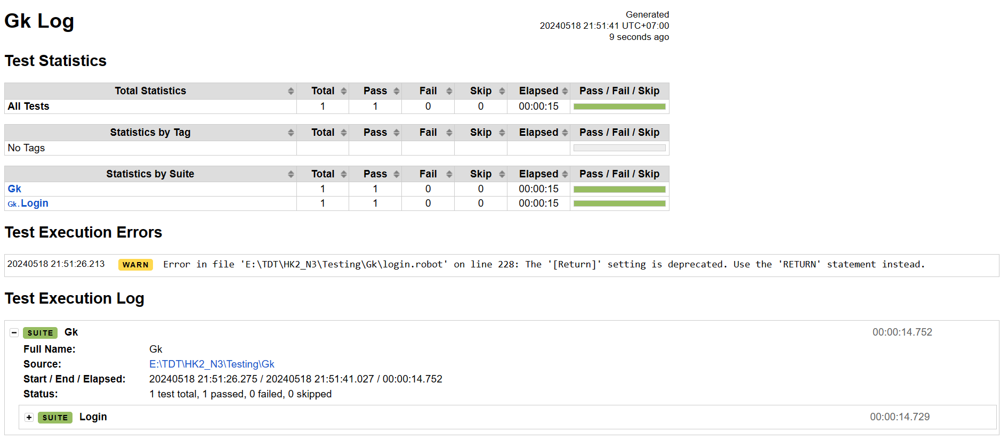 Gk Log
Generated
20240518 21:51:41 UTC+07:00
9 seconds ago
Test Statistics
Total Statistics Total Pass Fail Skip Elapsed Pass / Fail / Skip
All Tests 1 1 0 0 00:00:15
Statistics by Tag Total Pass Fail Skip Elapsed Pass / Fail / Skip
No Tags
Statistics by Suite Total Pass Fail Skip Elapsed Pass / Fail / Skip
Gk 1 1 0 0 00:00:15
Gk.Login 1 1 0 0 00:00:15
Test Execution Errors
20240518 21:51:26.213 WARN Error in file 'E:\TDT\HK2_N3\Testing\Gk\login.robot' on line 228: The '[Return]' setting is deprecated. Use the 'RETURN' statement instead.
Test Execution Log
SUITE Gk 00:00:14.752
Full Name: Gk
Source: E:\TDT\HK2_N3\Testing\Gk
Start / End / Elapsed: 20240518 21:51:26.275 / 20240518 21:51:41.027 / 00:00:14.752
Status: 1 test total, 1 passed, 0 failed, 0 skipped
SUITE Login 00:00:14.729